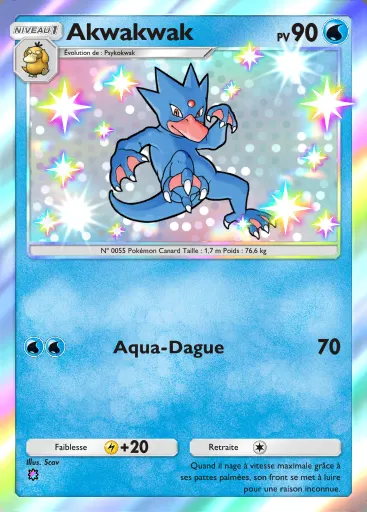 NIVEAU 1
Akwakwak
PV 90
Évolution de : Psykokwak
N° 0055 Pokémon Canard Taille : 1,7 m Poids : 76,6 kg
Aqua-Dague 70
Faiblesse +20
Retraite
Illus. Scav
Quand il nage à vitesse maximale grâce à
ses pattes palmées, son front se met à luire
pour une raison inconnue.